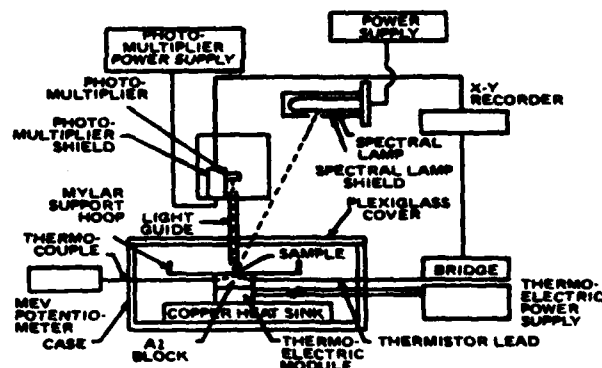 PHOTO-
MULTIPLIER
POWER SUPPLY
POWER
SUPPLY
PHOTO-
MULTIPLIER
X-Y
RECORDER
PHOTO-
MULTIPLIER
SHIELD
SPECTRAL
LAMP
SPECTRAL LAMP
SHIELD
MYLAR
SUPPORT
HOOP
LIGHT
GUIDE
PLEXIGLASS
COVER
THERMO-
COUPLE
SAMPLE
BRIDGE
MEV
POTENTIO-
METER
CASE
COPPER HEAT SINK
THERMO-
ELECTRIC
POWER
SUPPLY
Al
BLOCK
THERMO-
ELECTRIC
MODULE
THERMISTOR LEAD